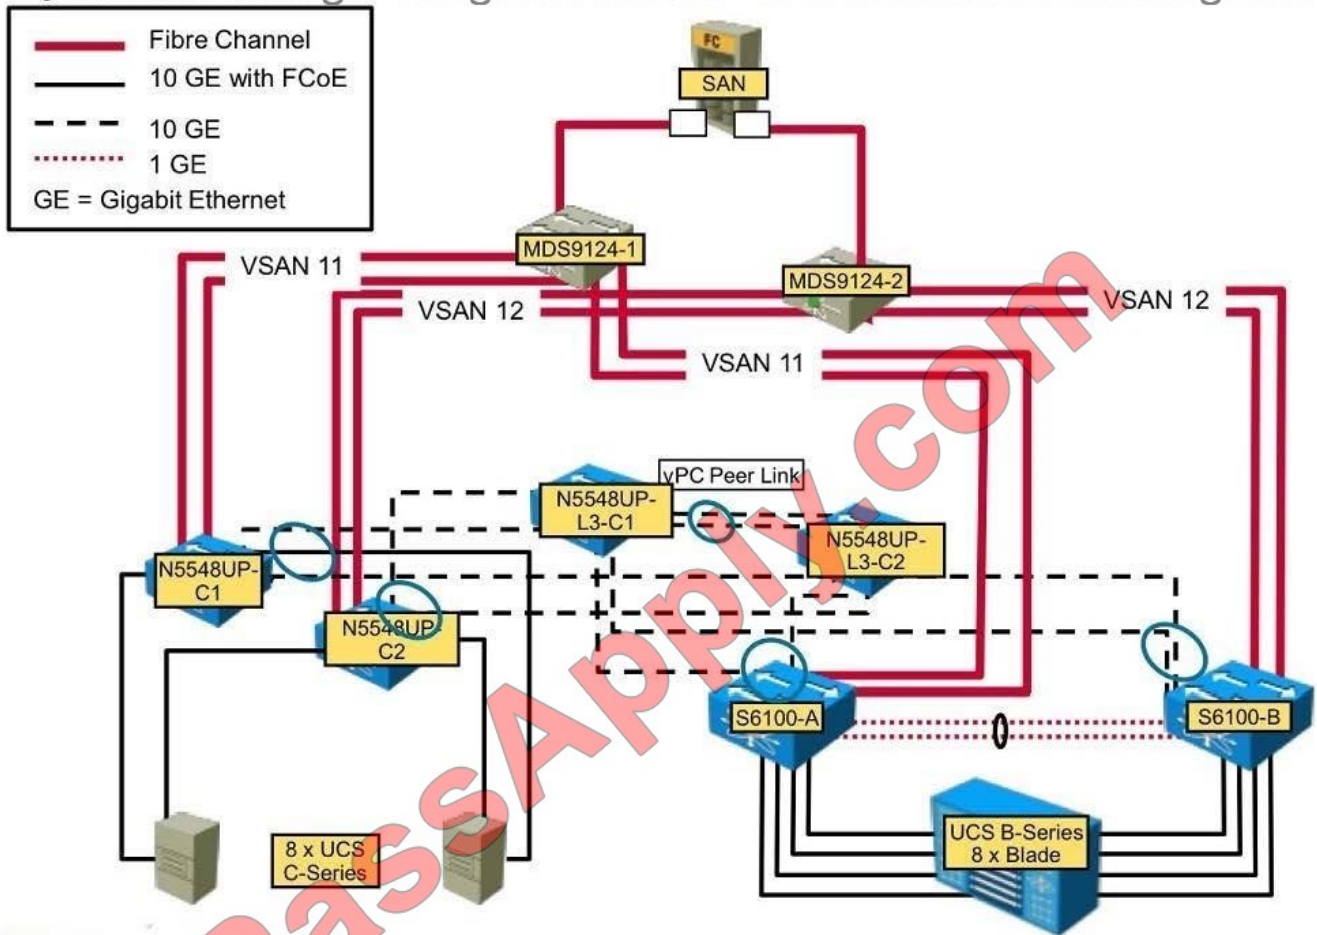 Fibre Channel
10 GE with FCoE
10 GE
1 GE
GE = Gigabit Ethernet
FC
SAN
MDS9124-1
MDS9124-2
VSAN 11
VSAN 12
VSAN 12
VSAN 11
vPC Peer Link
N5548UP-
L3-C1
N5548UP-
L3-C2
N5548UP-
C1
N5548UP
C2
S6100-A
S6100-B
8 x UCS
C-Series
UCS B-Series
8 x Blade
PassApply.com